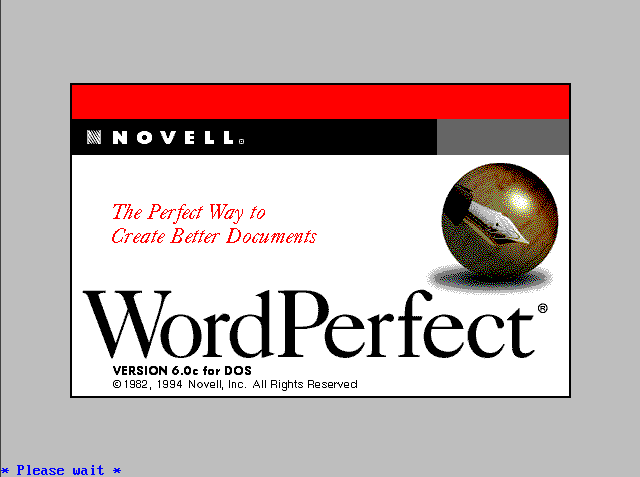 NOVELL®
The Perfect Way to
Create Better Documents
WordPerfect®
VERSION 6.0c for DOS
©1982, 1994 Novell, Inc. All Rights Reserved
* Please wait *